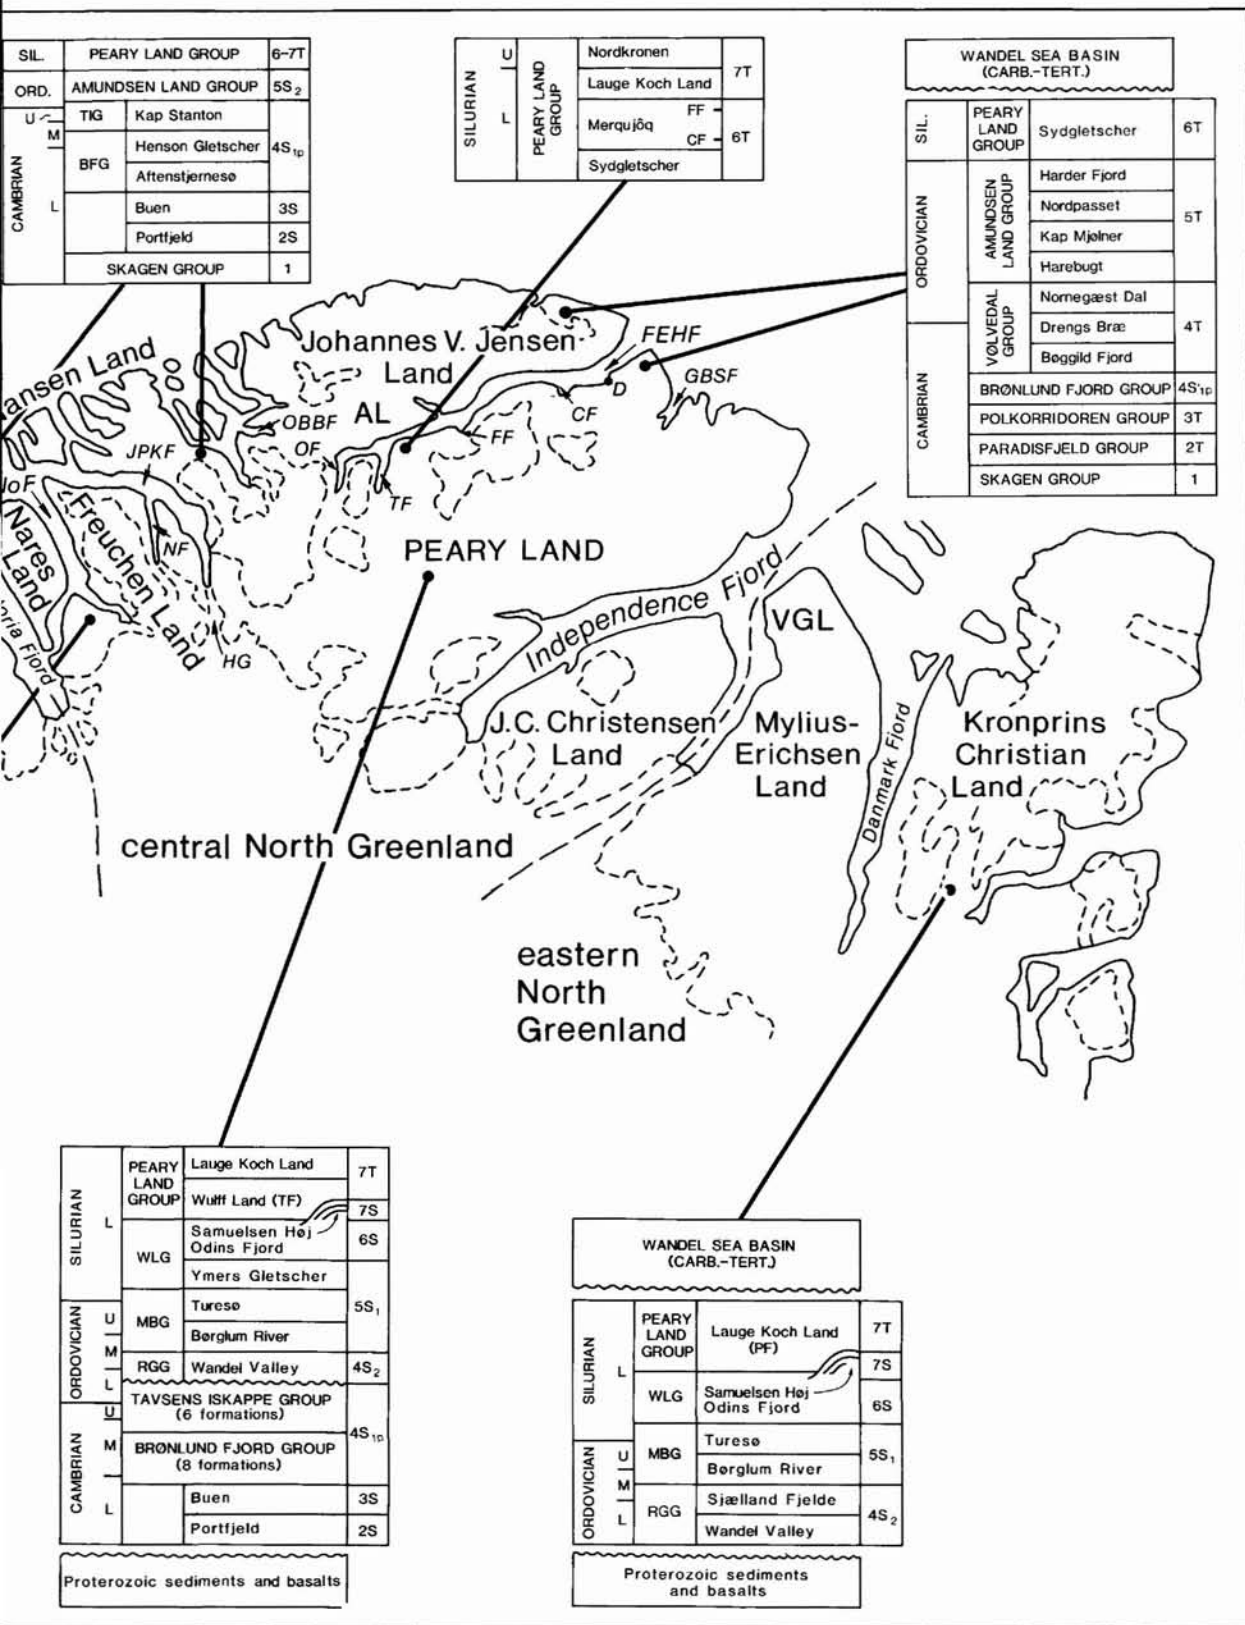 SIL. PEARY LAND GROUP 6-7T
ORD. AMUNDSEN LAND GROUP 5S2
CAMBRIAN
U
M
L
TIG Kap Stanton
BFG Henson Gletscher 4S1p
Aftenstjernesø
Buen 3S
Portfjeld 2S
SKAGEN GROUP 1
SILURIAN
U
L
PEARY LAND
GROUP
Nordkronen
7T
Lauge Koch Land
Merqujôq
FF
CF
6T
Sydgletscher
WANDEL SEA BASIN
(CARB.-TERT.)
SIL.
PEARY
LAND
GROUP
Sydgletscher 6T
ORDOVICIAN
AMUNDSEN
LAND GROUP
Harder Fjord
Nordpasset
5T
Kap Mjølner
Harebugt
VØLVEDAL
GROUP
Nornegæst Dal
Drengs Bræ 4T
Bøggild Fjord
CAMBRIAN
BRØNLUND FJORD GROUP 4S1p
POLKORRIDOREN GROUP 3T
PARADISFJELD GROUP 2T
SKAGEN GROUP 1
Johannes V. Jensen
Land
FEHF
GBSF
D
CF
ansen Land
AL
OBBF
OF
FF
JPKF
TF
JoF
Nares
Land
Freuchen Land
NF
HG
oria Fjord
PEARY LAND
Independence Fjord
VGL
J.C. Christensen
Land
Mylius-
Erichsen
Land
Danmark Fjord
Kronprins
Christian
Land
central North Greenland
eastern
North
Greenland
SILURIAN
L
PEARY
LAND
GROUP
Lauge Koch Land
7T
Wulff Land (TF)
7S
WLG
Samuelsen Høj
Odins Fjord
6S
Ymers Gletscher
ORDOVICIAN
U
M
L
MBG
Turesø
5S1
Børglum River
RGG Wandel Valley 4S2
TAVSENS ISKAPPE GROUP
(6 formations)
CAMBRIAN
U
M
L
4S1p
BRØNLUND FJORD GROUP
(8 formations)
Buen 3S
Portfjeld 2S
Proterozoic sediments and basalts
WANDEL SEA BASIN
(CARB.-TERT.)
SILURIAN
L
PEARY
LAND
GROUP
Lauge Koch Land
(PF)
7T
7S
WLG
Samuelsen Høj
Odins Fjord
6S
ORDOVICIAN
U
M
L
MBG
Turesø
5S1
Børglum River
RGG
Sjælland Fjelde
4S2
Wandel Valley
Proterozoic sediments
and basalts